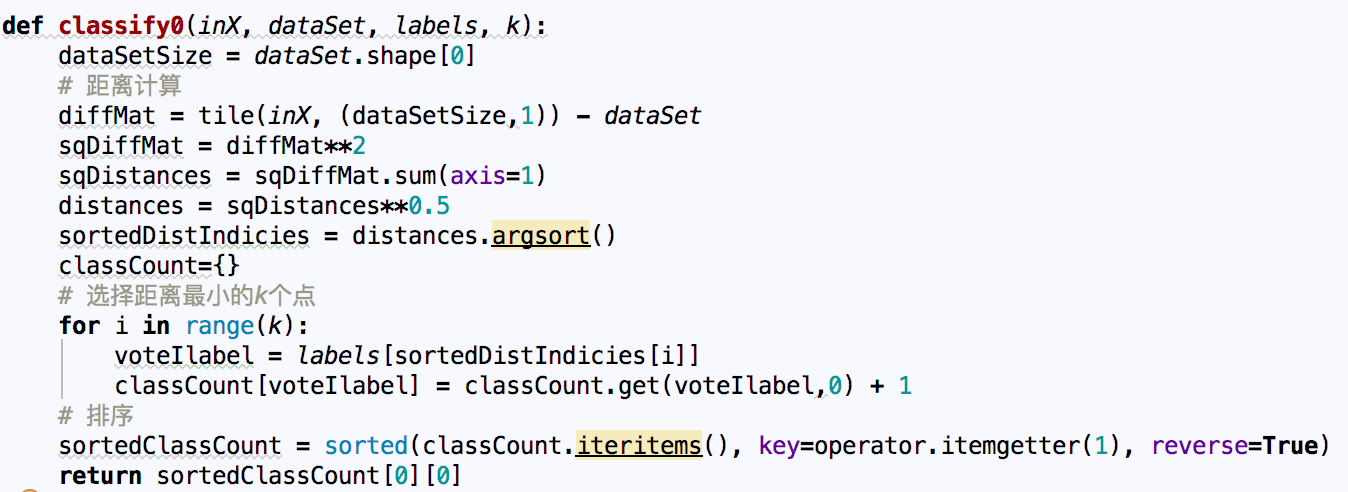 def classify0(inX, dataSet, labels, k):
    dataSetSize = dataSet.shape[0]
    # 距离计算
    diffMat = tile(inX, (dataSetSize,1)) - dataSet
    sqDiffMat = diffMat**2
    sqDistances = sqDiffMat.sum(axis=1)
    distances = sqDistances**0.5
    sortedDistIndicies = distances.argsort()
    classCount={}
    # 选择距离最小的k个点
    for i in range(k):
        voteIlabel = labels[sortedDistIndicies[i]]
        classCount[voteIlabel] = classCount.get(voteIlabel,0) + 1
    # 排序
    sortedClassCount = sorted(classCount.iteritems(), key=operator.itemgetter(1), reverse=True)
    return sortedClassCount[0][0]